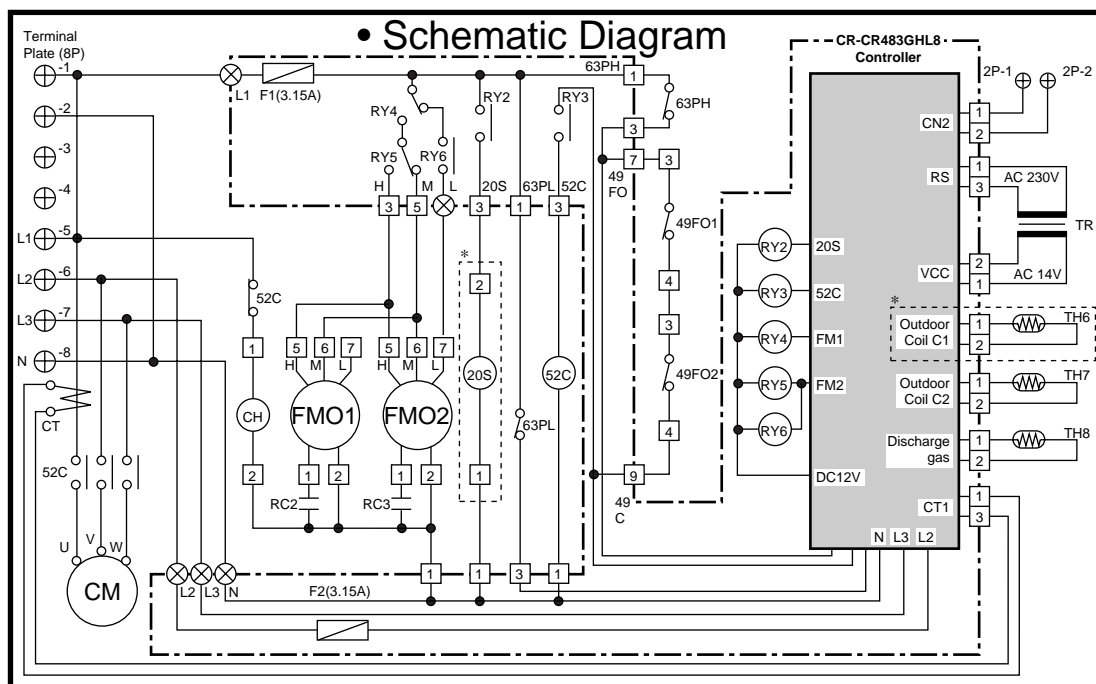 • Schematic Diagram
Terminal
Plate (8P)
-1
-2
-3
-4
L1 -5
L2 -6
L3 -7
N -8
CT
52C
U
V
W
CM
L1
F1(3.15A)
RY4
RY5
RY6
RY2
RY3
H
M
L
20S
63PL
52C
3
5
3
1
3
63PH
1
63PH
3
7
49
FO
3
49FO1
4
3
49FO2
4
9
49
C
52C
1
CH
2
5
6
7
H
M
L
FMO1
1
2
RC2
5
6
7
H
M
L
FMO2
1
2
RC3
*
2
20S
1
63PL
52C
L2
L3
N
F2(3.15A)
1
1
3
1
CR-CR483GHL8
Controller
2P-1
2P-2
CN2
1
2
RS
1
3
AC 230V
TR
VCC
2
1
AC 14V
*
Outdoor
Coil C1
1
2
TH6
Outdoor
Coil C2
1
2
TH7
Discharge
gas
1
2
TH8
CT1
1
3
RY2
20S
RY3
52C
RY4
FM1
RY5
FM2
RY6
DC12V
N
L3
L2